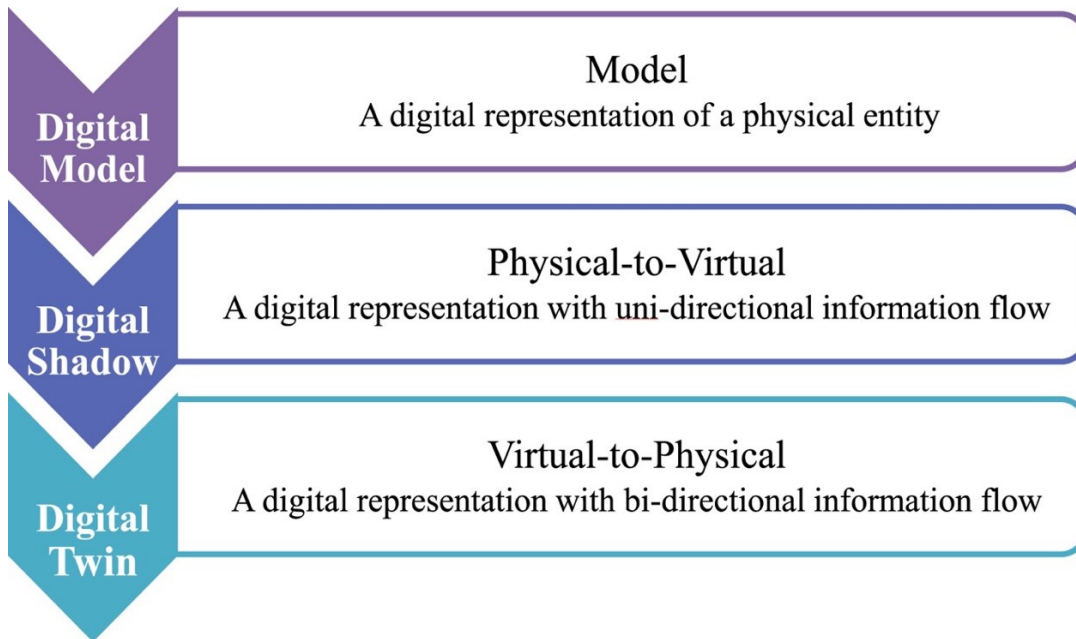 Digital
Model
Model
A digital representation of a physical entity
Digital
Shadow
Physical-to-Virtual
A digital representation with uni-directional information flow
Digital
Twin
Virtual-to-Physical
A digital representation with bi-directional information flow